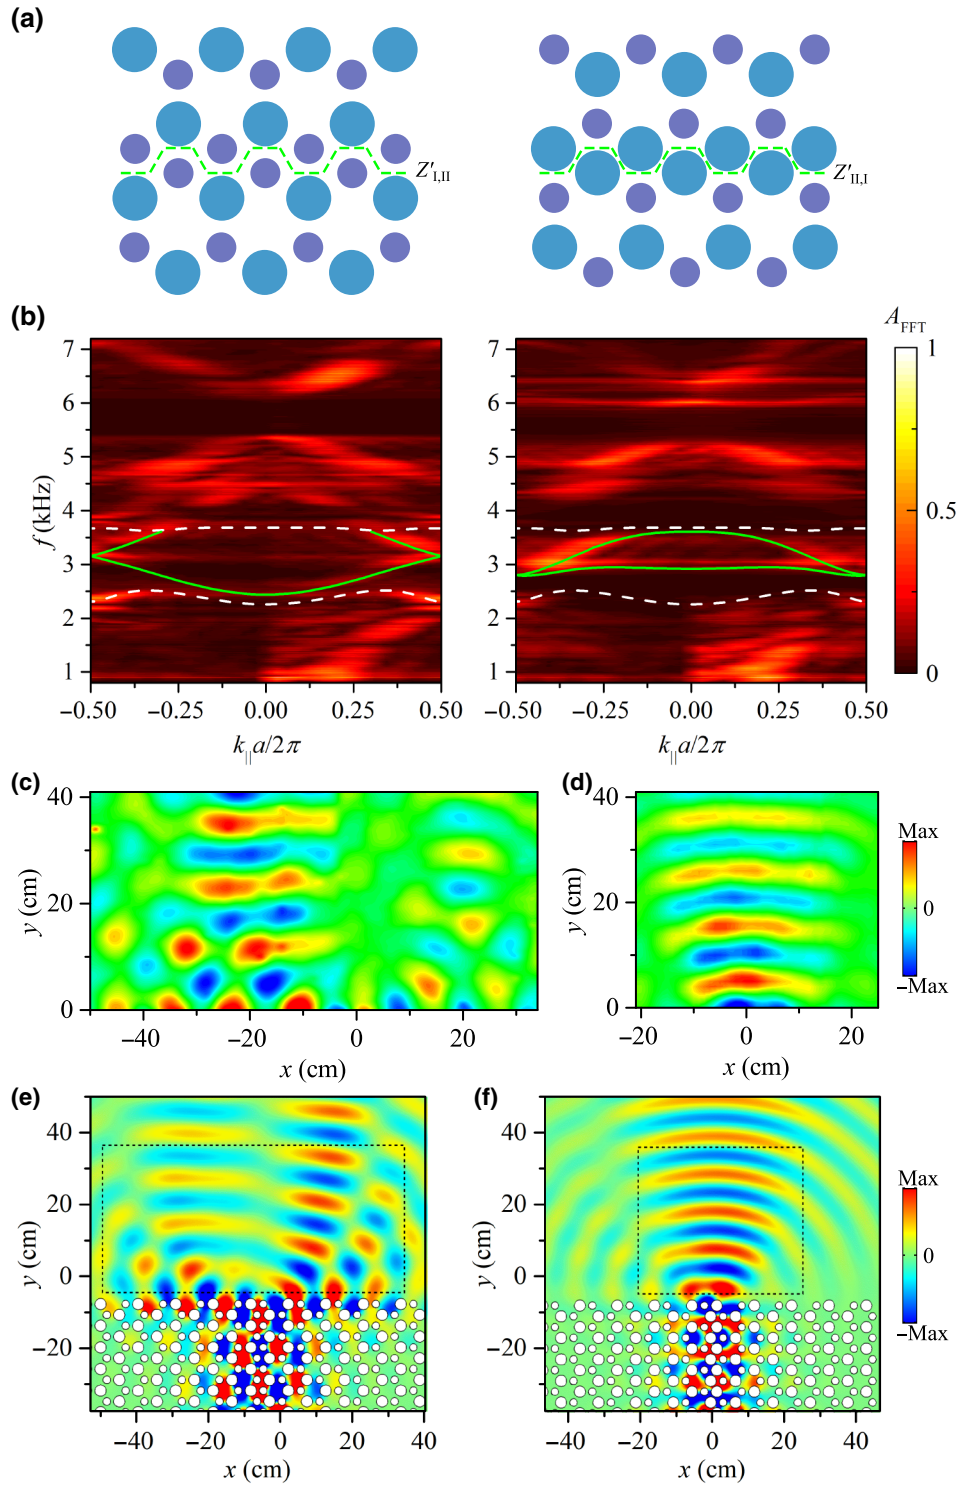 (a)
Z′I,II
Z′II,I
(b)
AFFT
7
6
5
4
3
2
1
f (kHz)
7
6
5
4
3
2
1
1
0.5
0
−0.50 −0.25 0.00 0.25 0.50
−0.50 −0.25 0.00 0.25 0.50
k||a/2π
k||a/2π
(c)
40
20
0
y (cm)
−40 −20 0 20
x (cm)
(d)
40
20
0
y (cm)
−20 0 20
x (cm)
Max
0
−Max
(e)
40
20
0
−20
y (cm)
−40 −20 0 20 40
x (cm)
(f)
40
20
0
−20
y (cm)
−40 −20 0 20 40
x (cm)
Max
0
−Max